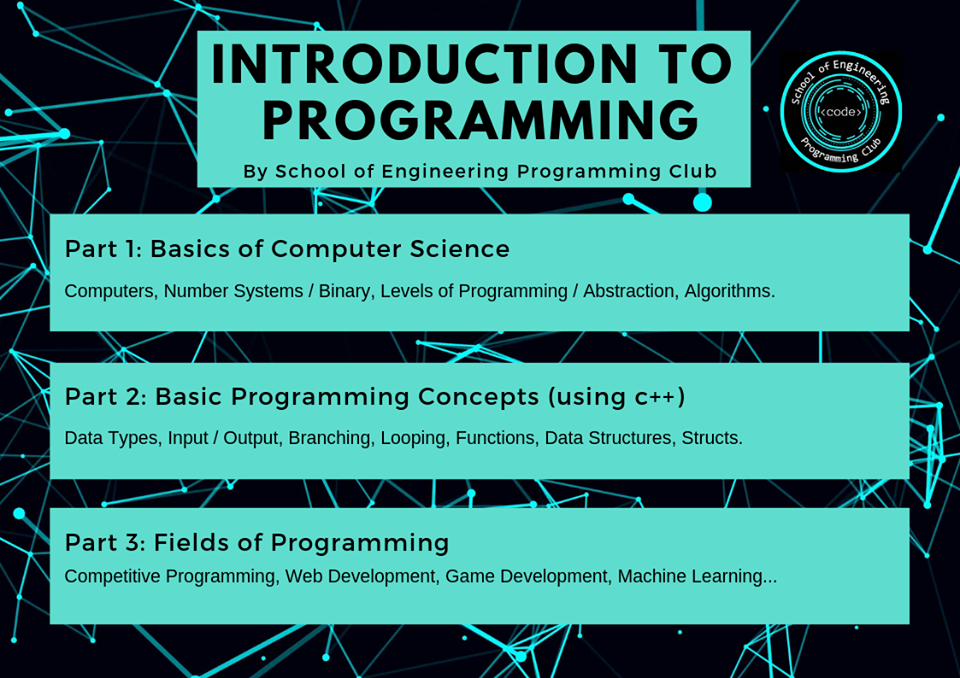 INTRODUCTION TO
PROGRAMMING
By School of Engineering Programming Club
School of Engineering
<code>
Programming Club
Part 1: Basics of Computer Science
Computers, Number Systems / Binary, Levels of Programming / Abstraction, Algorithms.
Part 2: Basic Programming Concepts (using c++)
Data Types, Input / Output, Branching, Looping, Functions, Data Structures, Structs.
Part 3: Fields of Programming
Competitive Programming, Web Development, Game Development, Machine Learning...